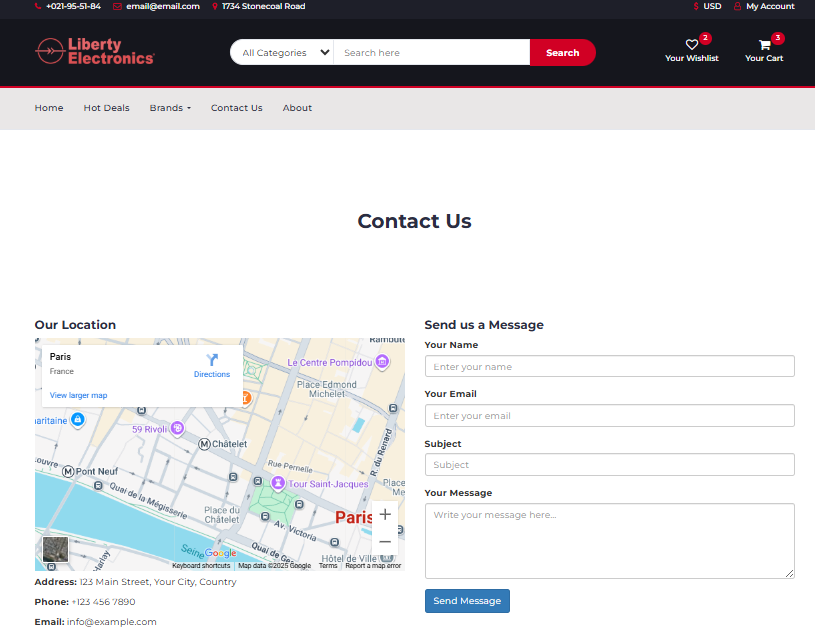 +021-95-51-84 email@email.com 1734 Stonecoal Road USD My Account
Liberty
Electronics
All Categories Search here Search
2
Your Wishlist
3
Your Cart
Home Hot Deals Brands Contact Us About
Contact Us
Our Location
Paris
France
Directions
View larger map
Le Centre Pompidou
Place Edmond
Michelet
59 Rivoli
M Châtelet
R. du Renard
M Pont Neuf
Rue Pernelle
Tour Saint-Jacques
Quai de la Mégisserie
Place du
Châtelet
Paris
Av. Victoria
Seine
Google
Quai de
Hôtel de Ville
Keyboard shortcuts Map data ©2025 Google Terms Report a map error
Address: 123 Main Street, Your City, Country
Phone: +123 456 7890
Email: info@example.com
Send us a Message
Your Name
Enter your name
Your Email
Enter your email
Subject
Subject
Your Message
Write your message here...
Send Message